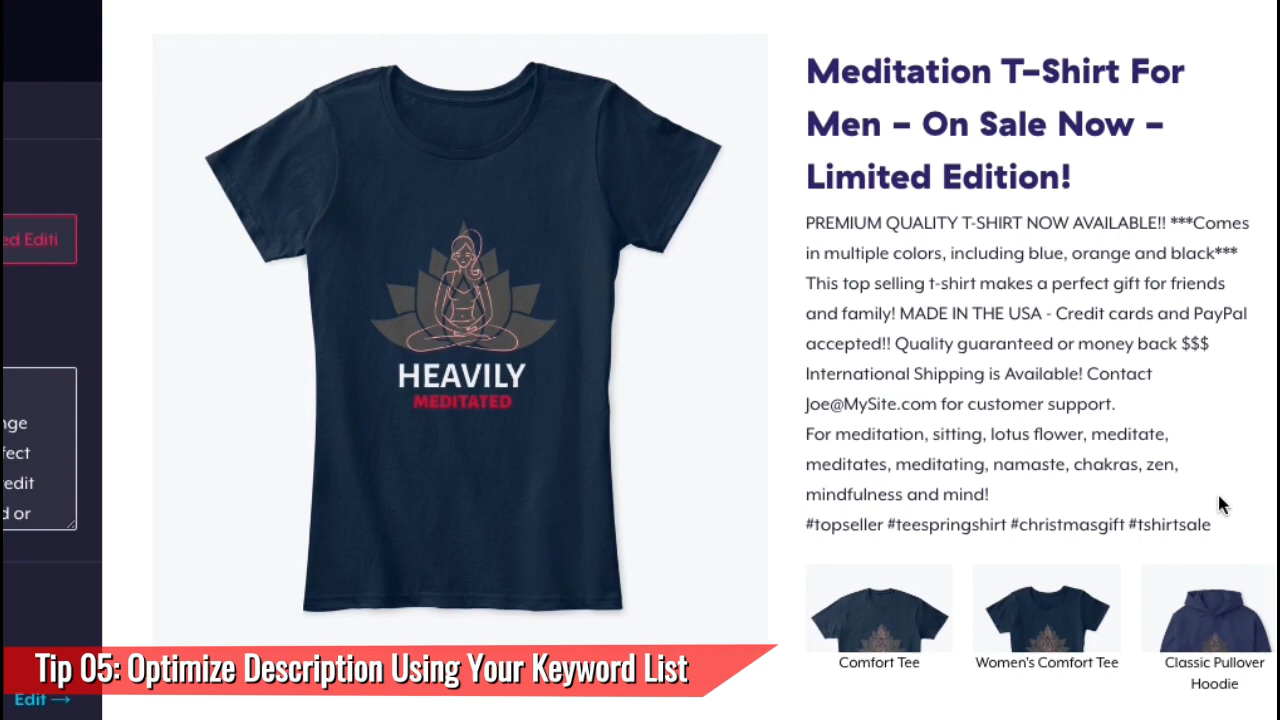 Meditation T-Shirt For
Men - On Sale Now -
Limited Edition!
PREMIUM QUALITY T-SHIRT NOW AVAILABLE!! ***Comes
in multiple colors, including blue, orange and black***
This top selling t-shirt makes a perfect gift for friends
and family! MADE IN THE USA - Credit cards and PayPal
accepted!! Quality guaranteed or money back $$$
International Shipping is Available! Contact
Joe@MySite.com for customer support.
For meditation, sitting, lotus flower, meditate,
meditates, meditating, namaste, chakras, zen,
mindfulness and mind!
#topseller #teespringshirt #christmasgift #tshirtsale
HEAVILY
MEDITATED
ed Editi
nge
fect
redit
d or
Edit →
Comfort Tee
Women's Comfort Tee
Classic Pullover
Hoodie
Tip 05: Optimize Description Using Your Keyword List